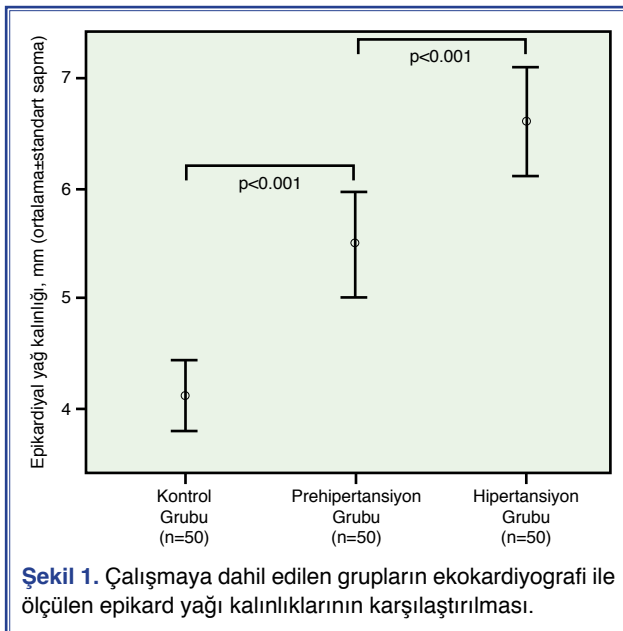 Epikardiyal yağ kalınlığı, mm (ortalama±standart sapma)
7
6
5
4
p<0.001
p<0.001
Kontrol
Grubu
(n=50)
Prehipertansiyon
Grubu
(n=50)
Hipertansiyon
Grubu
(n=50)
Şekil 1. Çalışmaya dahil edilen grupların ekokardiyografi ile
ölçülen epikard yağı kalınlıklarının karşılaştırılması.